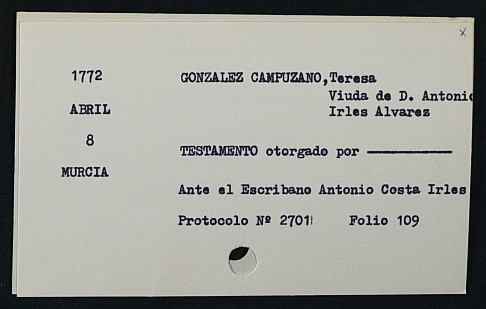 x
1772 GONZALEZ CAMPUZANO, Teresa
Viuda de D. Antonio
ABRIL Irles Alvarez
8
TESTAMENTO otorgado por ————
MURCIA
Ante el Escribano Antonio Costa Irles
Protocolo Nº 2701 Folio 109